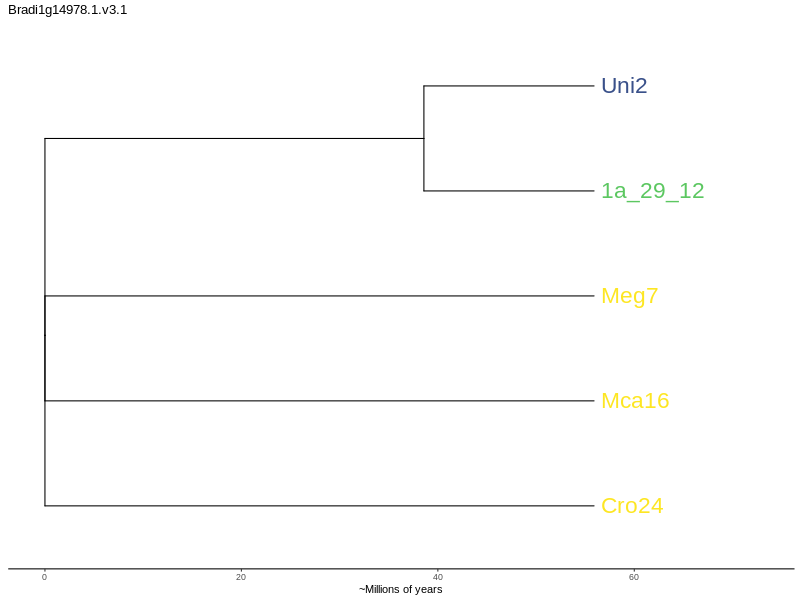 Bradi1g14978.1.v3.1
Uni2
1a_29_12
Meg7
Mca16
Cro24
0 20 40 60
~Millions of years